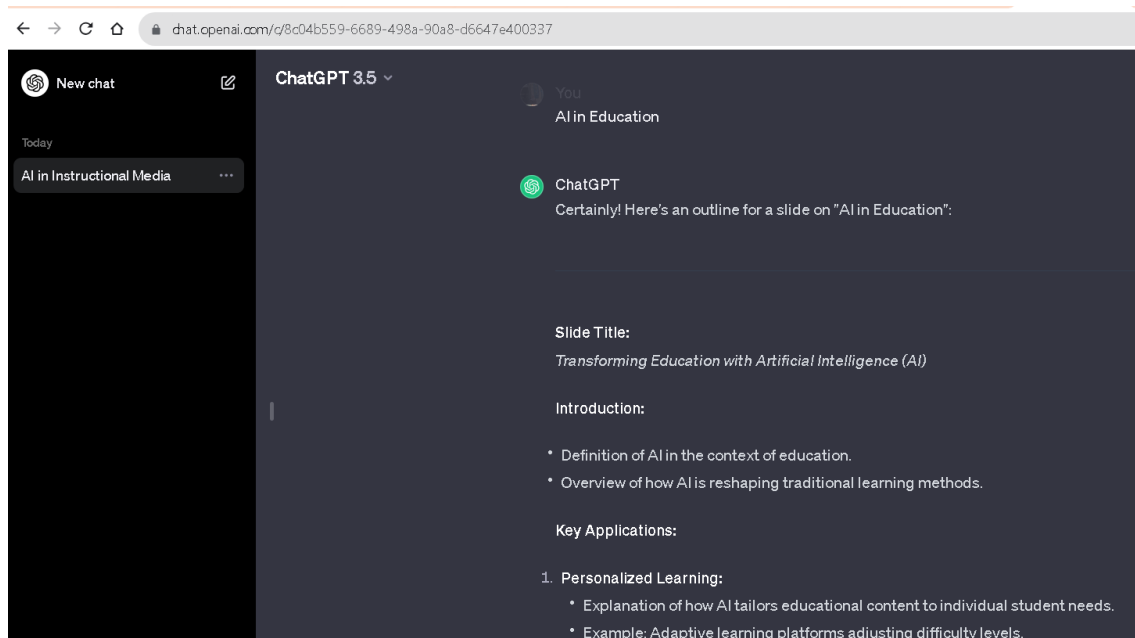 chat.openai.com/c/8c04b559-6689-498a-90a8-d6647e400337
New chat
Today
AI in Instructional Media
ChatGPT 3.5
You
AI in Education
ChatGPT
Certainly! Here's an outline for a slide on "AI in Education":
Slide Title:
Transforming Education with Artificial Intelligence (AI)
Introduction:
• Definition of AI in the context of education.
• Overview of how AI is reshaping traditional learning methods.
Key Applications:
1. Personalized Learning:
• Explanation of how AI tailors educational content to individual student needs.
• Example: Adaptive learning platforms adjusting difficulty levels.